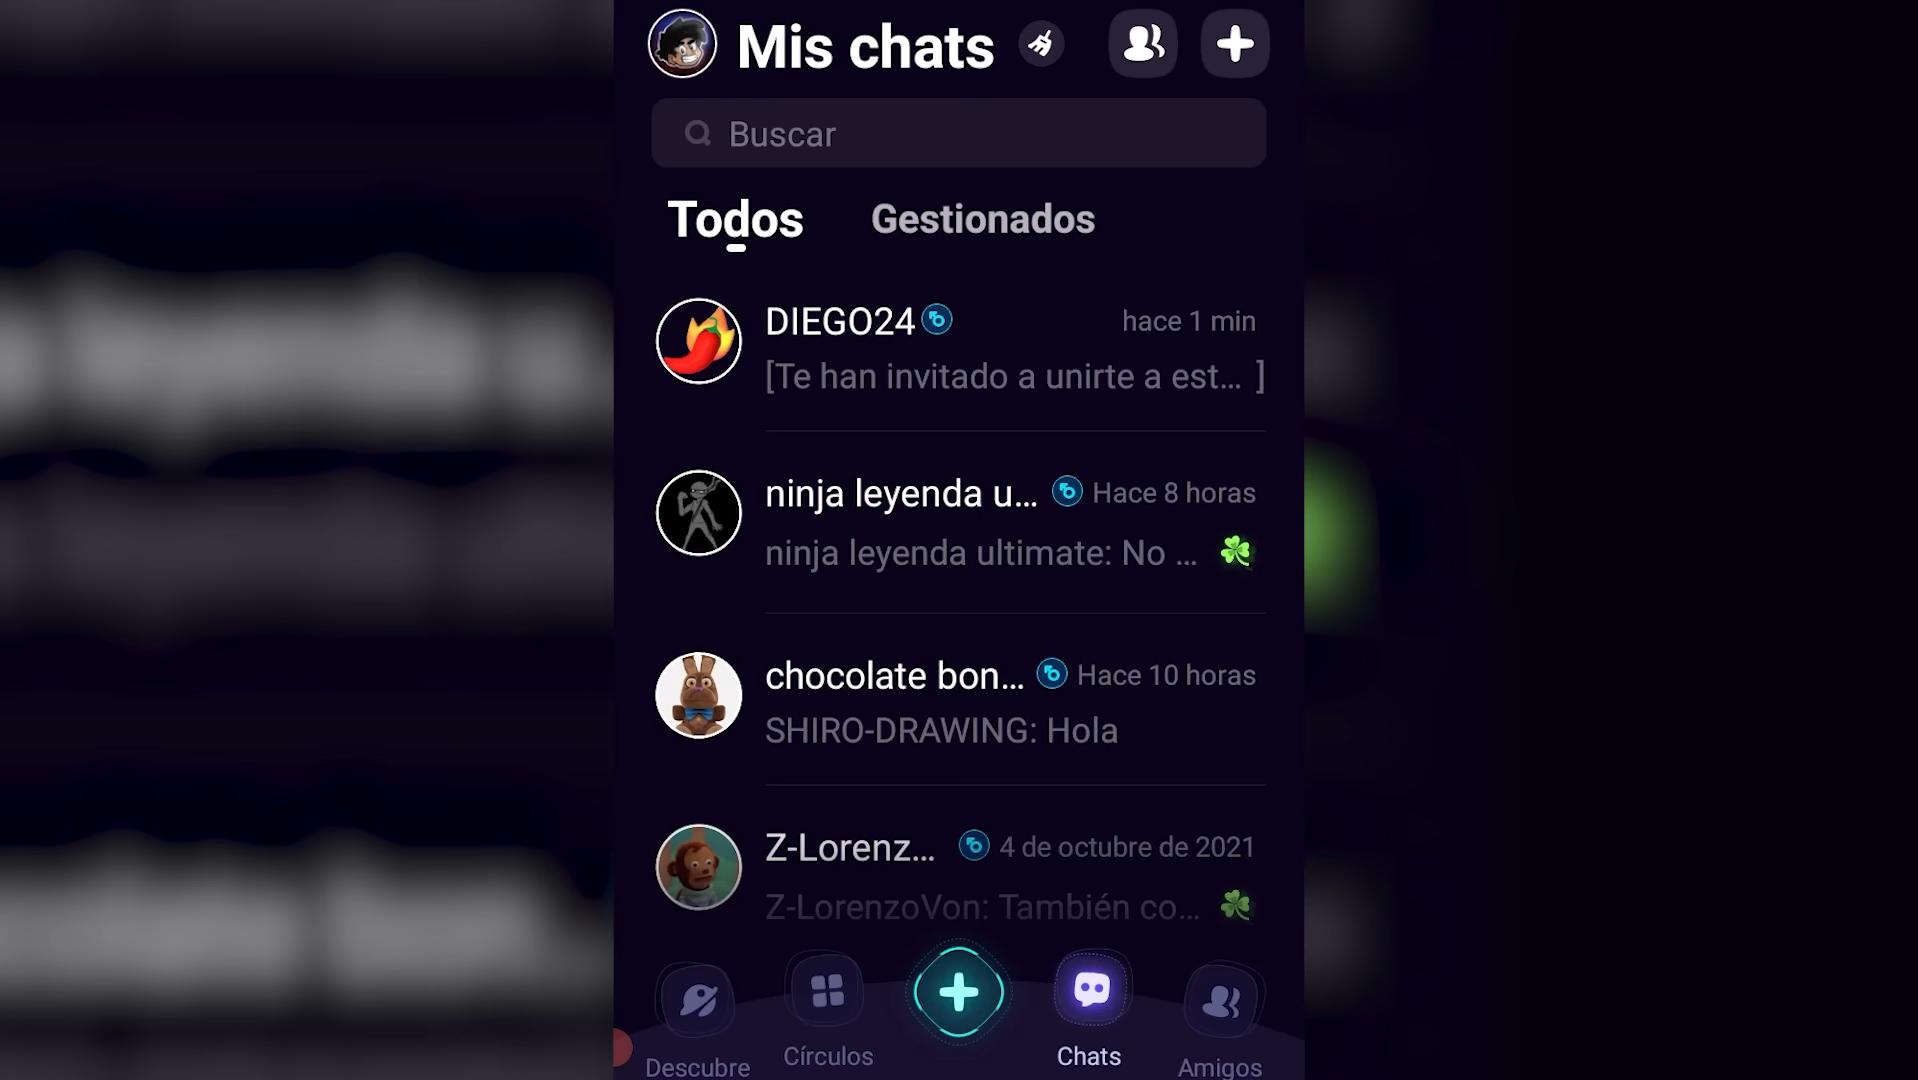 Mis chats
Buscar
Todos Gestionados
DIEGO24 hace 1 min
[Te han invitado a unirte a est... ]
ninja leyenda u... Hace 8 horas
ninja leyenda ultimate: No ...
chocolate bon... Hace 10 horas
SHIRO-DRAWING: Hola
Z-Lorenz... 4 de octubre de 2021
Z-LorenzoVon: También co...
Descubre Círculos Chats Amigos